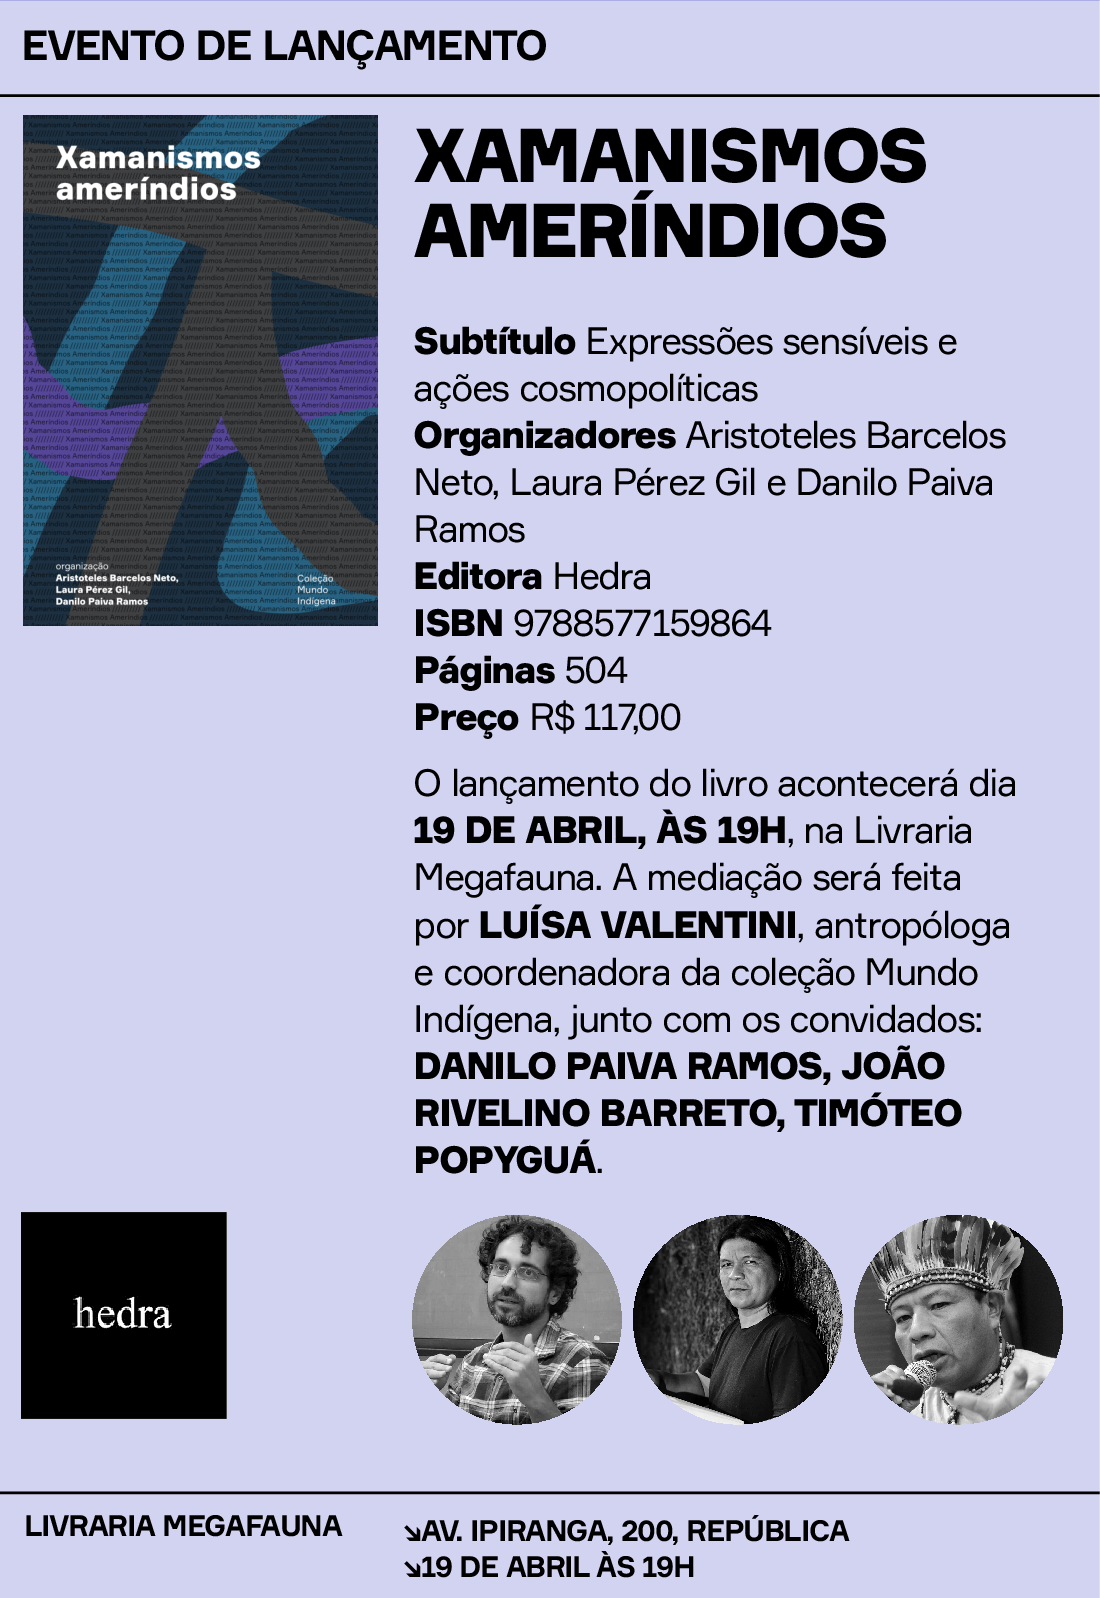 EVENTO DE LANÇAMENTO
Xamanismos
ameríndios
organização
Aristoteles Barcelos Neto,
Laura Pérez Gil,
Danilo Paiva Ramos
Coleção
Mundo
Indígena
XAMANISMOS
AMERÍNDIOS
Subtítulo Expressões sensíveis e
ações cosmopolíticas
Organizadores Aristoteles Barcelos
Neto, Laura Pérez Gil e Danilo Paiva
Ramos
Editora Hedra
ISBN 9788577159864
Páginas 504
Preço R$ 117,00
O lançamento do livro acontecerá dia
19 DE ABRIL, ÀS 19H, na Livraria
Megafauna. A mediação será feita
por LUÍSA VALENTINI, antropóloga
e coordenadora da coleção Mundo
Indígena, junto com os convidados:
DANILO PAIVA RAMOS, JOÃO
RIVELINO BARRETO, TIMÓTEO
POPYGUÁ.
hedra
LIVRARIA MEGAFAUNA
↘AV. IPIRANGA, 200, REPÚBLICA
↘19 DE ABRIL ÀS 19H